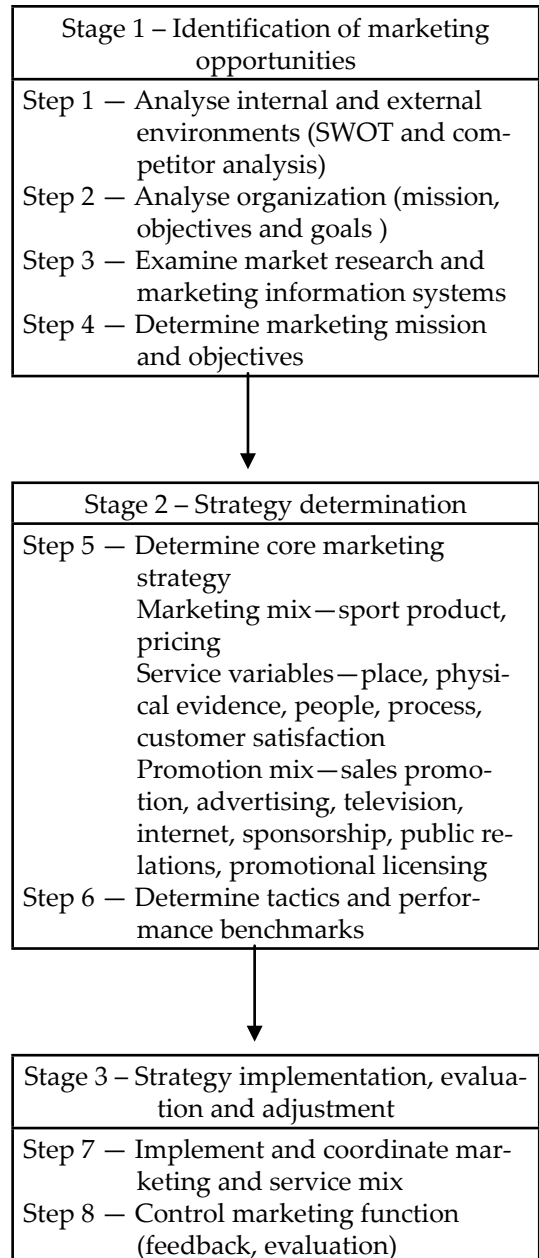 Stage 1 – Identification of marketing
opportunities
Step 1 — Analyse internal and external
environments (SWOT and com-
petitor analysis)
Step 2 — Analyse organization (mission,
objectives and goals )
Step 3 — Examine market research and
marketing information systems
Step 4 — Determine marketing mission
and objectives
Stage 2 – Strategy determination
Step 5 — Determine core marketing
strategy
Marketing mix—sport product,
pricing
Service variables—place, physi-
cal evidence, people, process,
customer satisfaction
Promotion mix—sales promo-
tion, advertising, television,
internet, sponsorship, public re-
lations, promotional licensing
Step 6 — Determine tactics and perfor-
mance benchmarks
Stage 3 – Strategy implementation, evalua-
tion and adjustment
Step 7 — Implement and coordinate mar-
keting and service mix
Step 8 — Control marketing function
(feedback, evaluation)